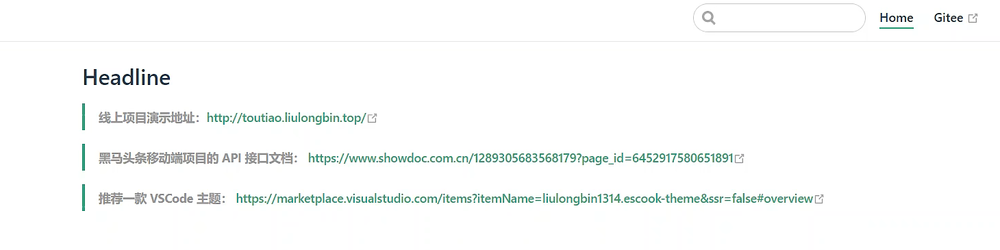 Home Gitee
Headline
线上项目演示地址：http://toutiao.liulongbin.top/
黑马头条移动端项目的 API 接口文档： https://www.showdoc.com.cn/1289305683568179?page_id=6452917580651891
推荐一款 VSCode 主题： https://marketplace.visualstudio.com/items?itemName=liulongbin1314.escook-theme&ssr=false#overview